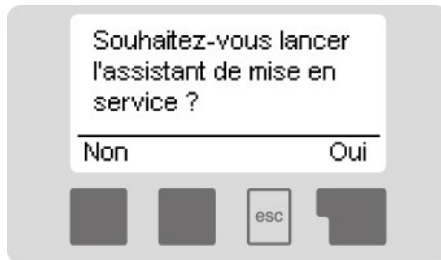 Souhaitez-vous lancer
l'assistant de mise en
service ?
Non Oui
esc